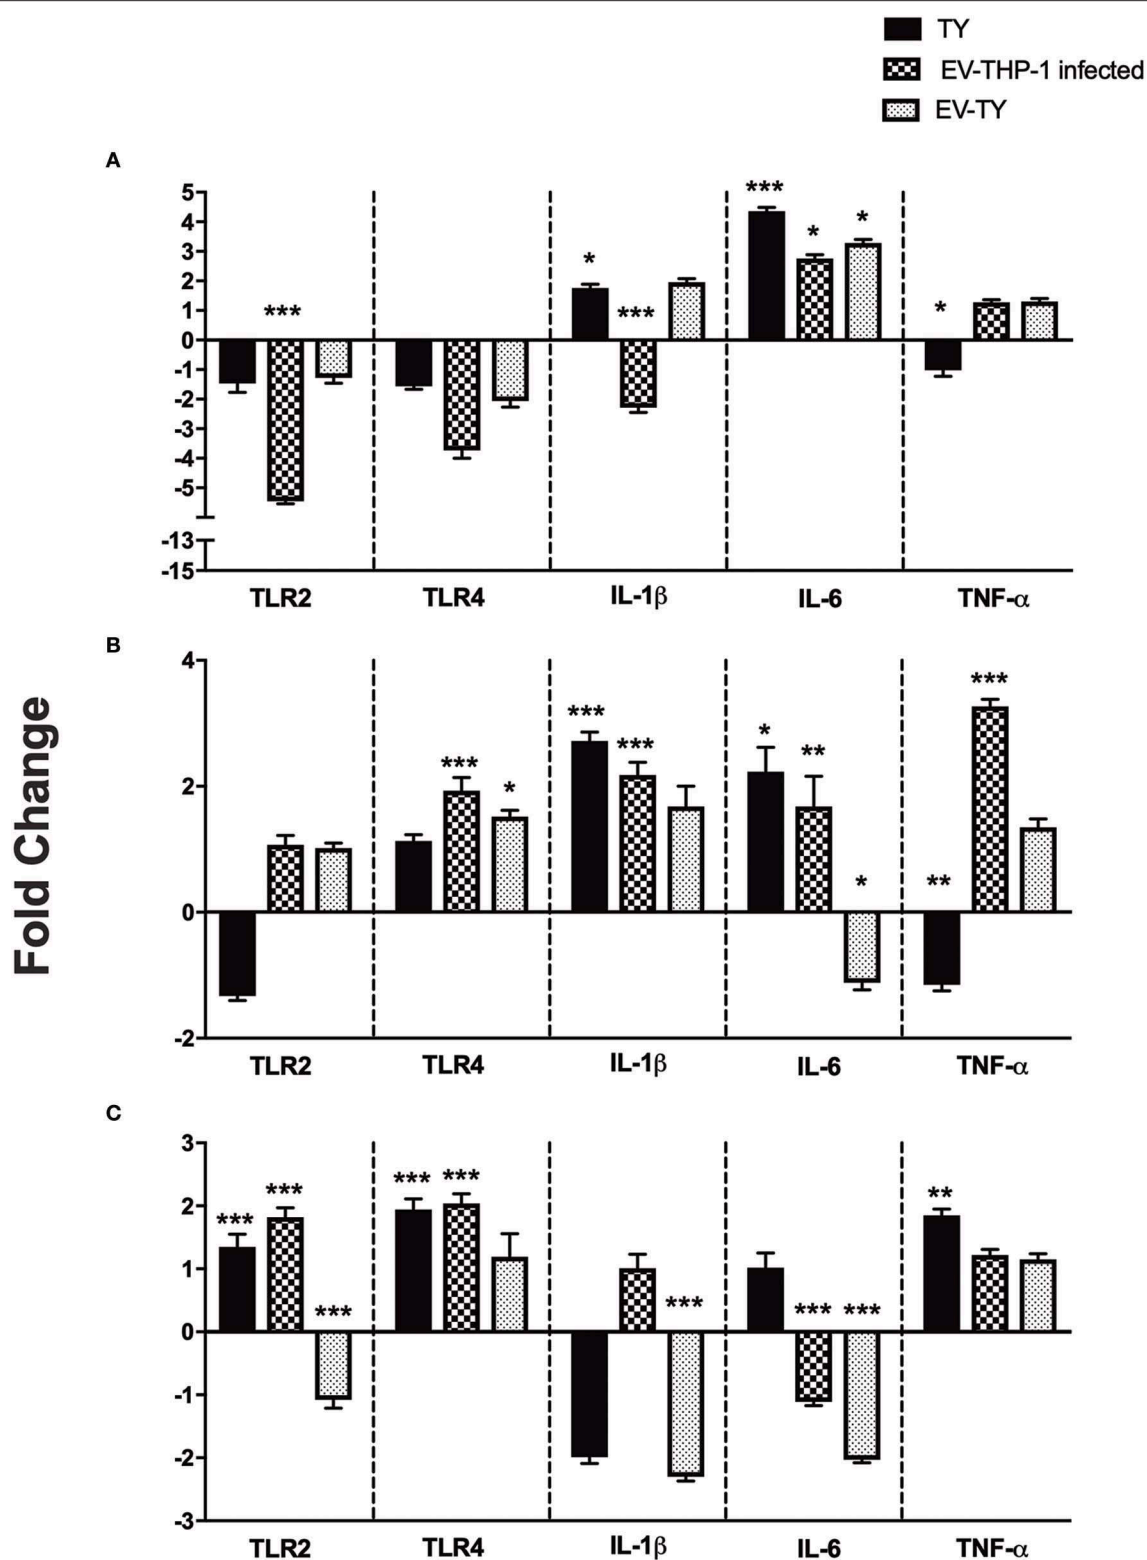 TY
EV-THP-1 infected
EV-TY
A
5
4
3
2
1
0
-1
-2
-3
-4
-5
-13
-15
***
* ***
*** * *
*
TLR2 TLR4 IL-1β IL-6 TNF-α
Fold Change
B
4
2
0
-2
*** *
*** ***
* ** *
** ***
TLR2 TLR4 IL-1β IL-6 TNF-α
C
3
2
1
0
-1
-2
-3
*** *** ***
*** ***
***
*** ***
**
TLR2 TLR4 IL-1β IL-6 TNF-α